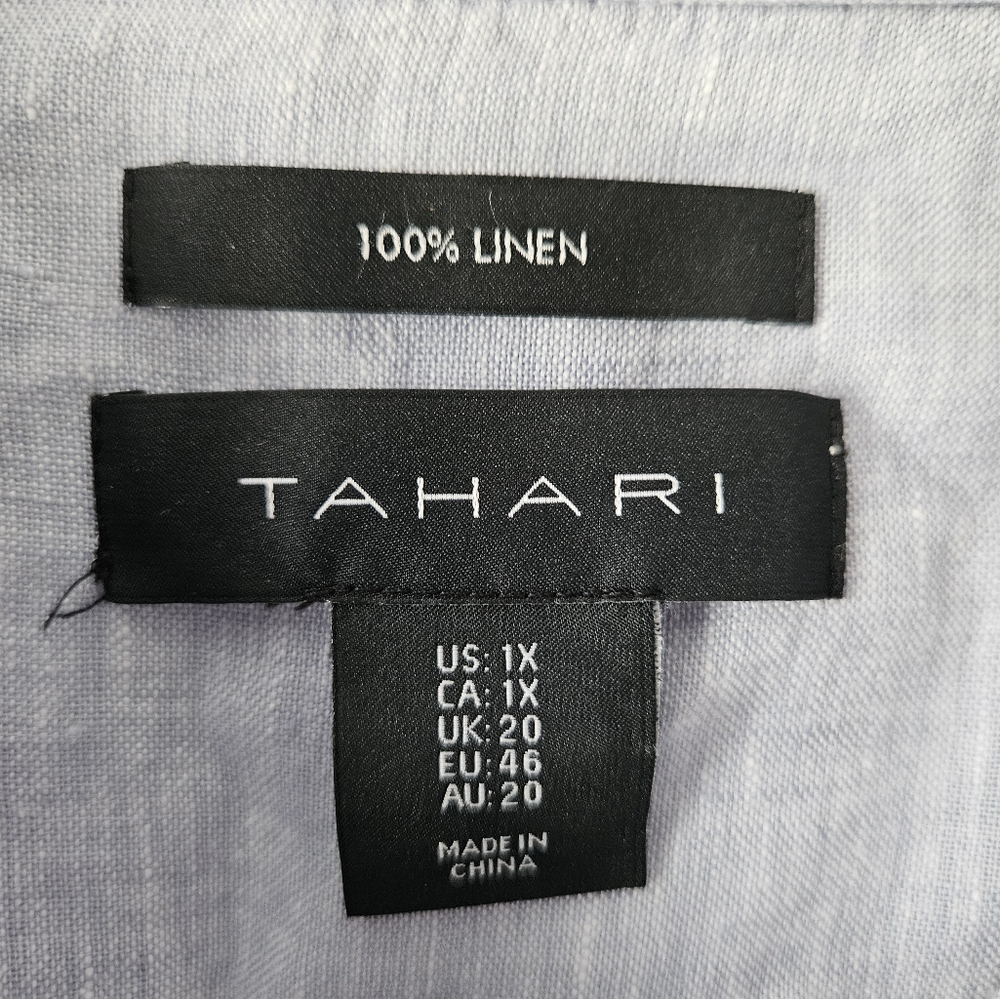 100% LINEN
TAHARI
US: 1X
CA: 1X
UK: 20
EU: 46
AU: 20
MADE IN
CHINA